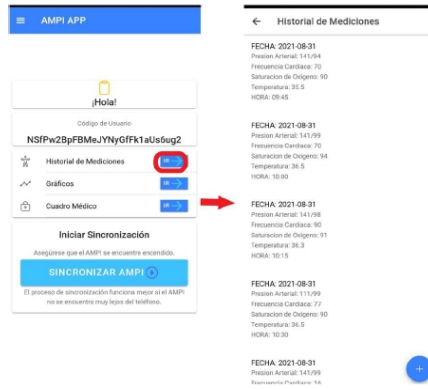 AMPI APP
¡Hola!
Código de Usuario
NSfPw2BpFBMeJYNyGfFk1aUs6ug2
Historial de Mediciones
IR
Gráficos
IR
Cuadro Médico
IR
Iniciar Sincronización
Asegúrese que el AMPI se encuentre encendido.
SINCRONIZAR AMPI
El proceso de sincronización funciona mejor si el AMPI
no se encuentre muy lejos del teléfono.
Historial de Mediciones
FECHA: 2021-08-31
Presion Arterial: 141/94
Frecuencia Cardiaca: 70
Saturacion de Oxigeno: 90
Temperatura: 35.5
HORA: 09:45
FECHA: 2021-08-31
Presion Arterial: 141/99
Frecuencia Cardiaca: 70
Saturacion de Oxigeno: 94
Temperatura: 36.5
HORA: 10:00
FECHA: 2021-08-31
Presion Arterial: 141/98
Frecuencia Cardiaca: 90
Saturacion de Oxigeno: 91
Temperatura: 36.3
HORA: 10:15
FECHA: 2021-08-31
Presion Arterial: 111/99
Frecuencia Cardiaca: 77
Saturacion de Oxigeno: 90
Temperatura: 36.5
HORA: 10:30
FECHA: 2021-08-31
Presion Arterial: 141/99
Frecuencia Cardiaca: 16